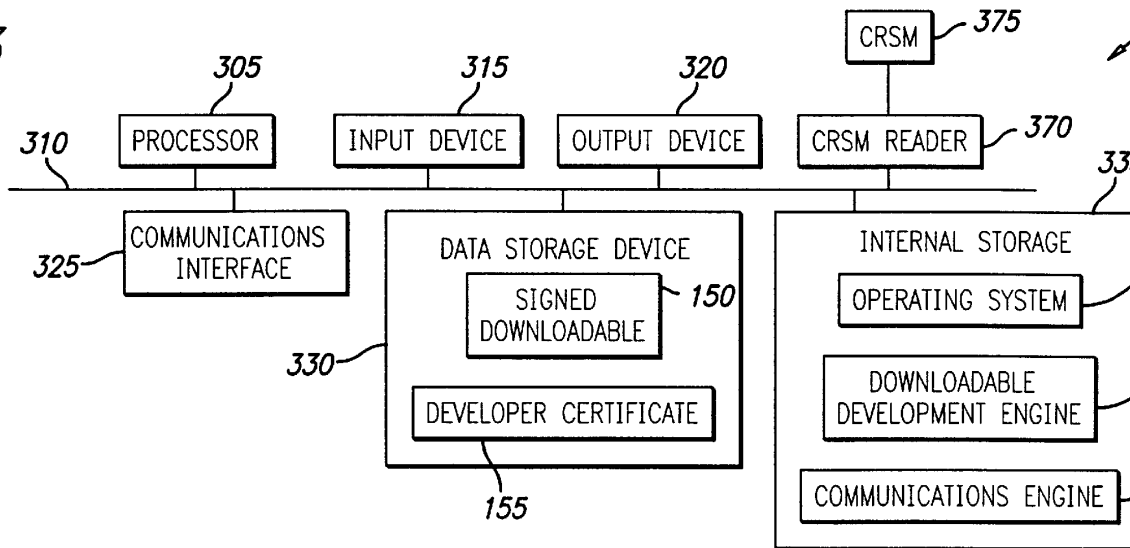 CRSM 375
305 315 320
PROCESSOR INPUT DEVICE OUTPUT DEVICE CRSM READER 370
310
COMMUNICATIONS
INTERFACE
325
DATA STORAGE DEVICE
SIGNED
DOWNLOADABLE
150
330
DEVELOPER CERTIFICATE
155
INTERNAL STORAGE
OPERATING SYSTEM
DOWNLOADABLE
DEVELOPMENT ENGINE
COMMUNICATIONS ENGINE